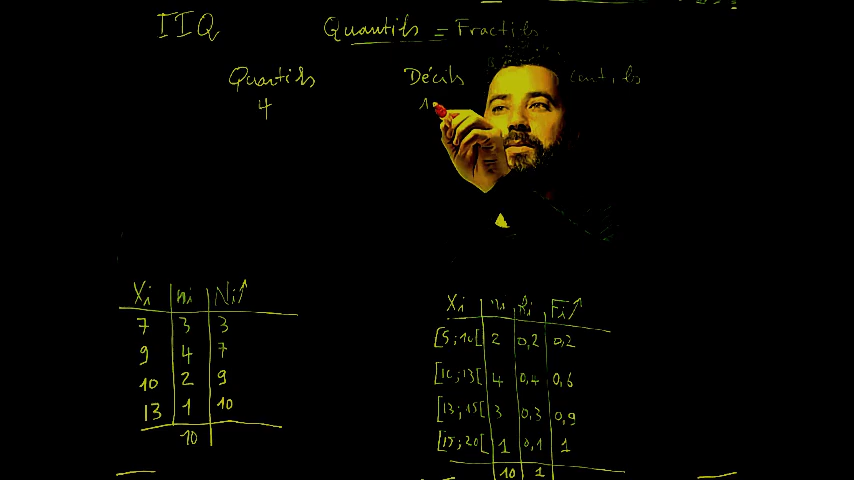 IIQ
Quantils = Fractils
Quartils Décils
4 10
Xi ni Ni↑
7 3 3
9 4 7
10 2 9
13 1 10
10
Xi ni fi Fi↑
[5;10[ 2 0,2 0,2
[10;13[ 4 0,4 0,6
[13;15[ 3 0,3 0,9
[15;20[ 1 0,1 1
10 1